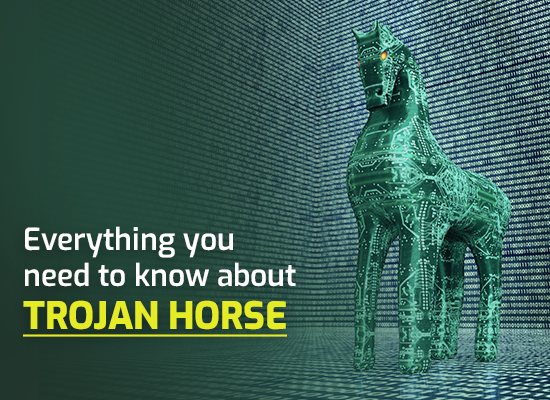 Everything you
need to know about
TROJAN HORSE